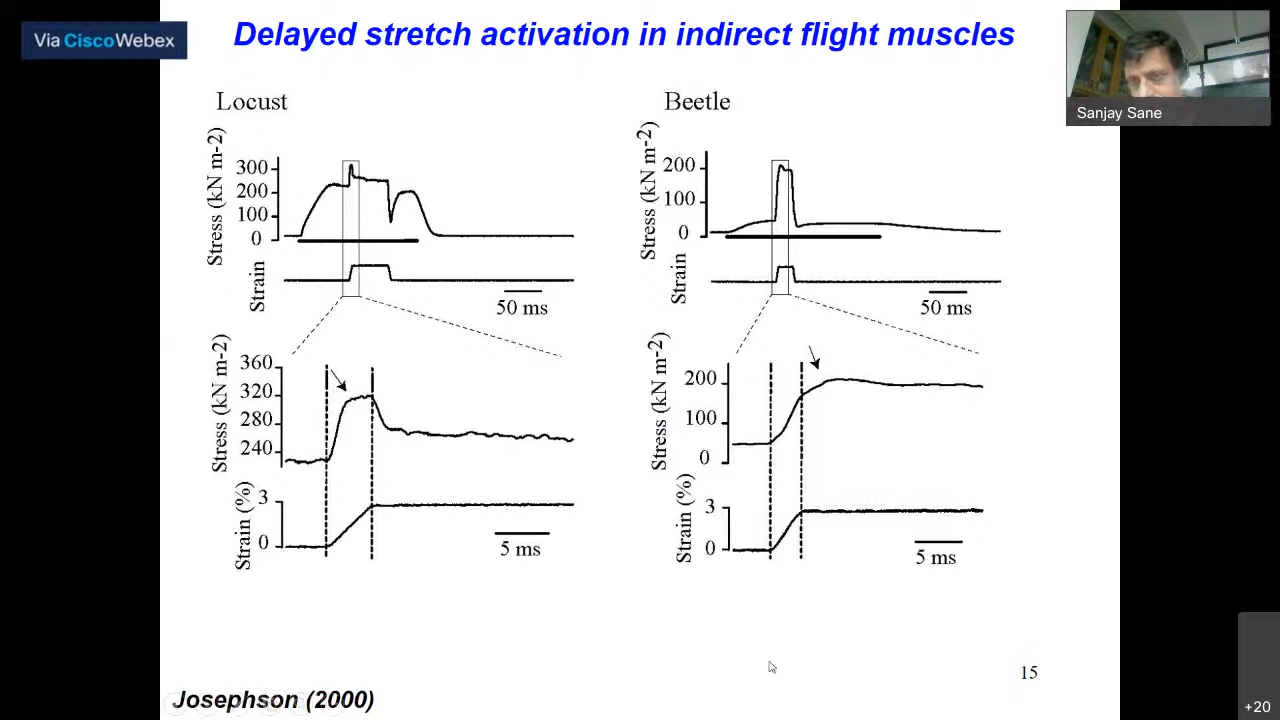 Via CiscoWebex
Delayed stretch activation in indirect flight muscles
Sanjay Sane
Locust
Stress (kN m-2)
300
200
100
0
Strain
50 ms
Stress (kN m-2)
360
320
280
240
Strain (%)
3
0
5 ms
Beetle
Stress (kN m-2)
200
100
0
Strain
50 ms
Stress (kN m-2)
200
100
0
Strain (%)
3
0
5 ms
15
Josephson (2000)
+20